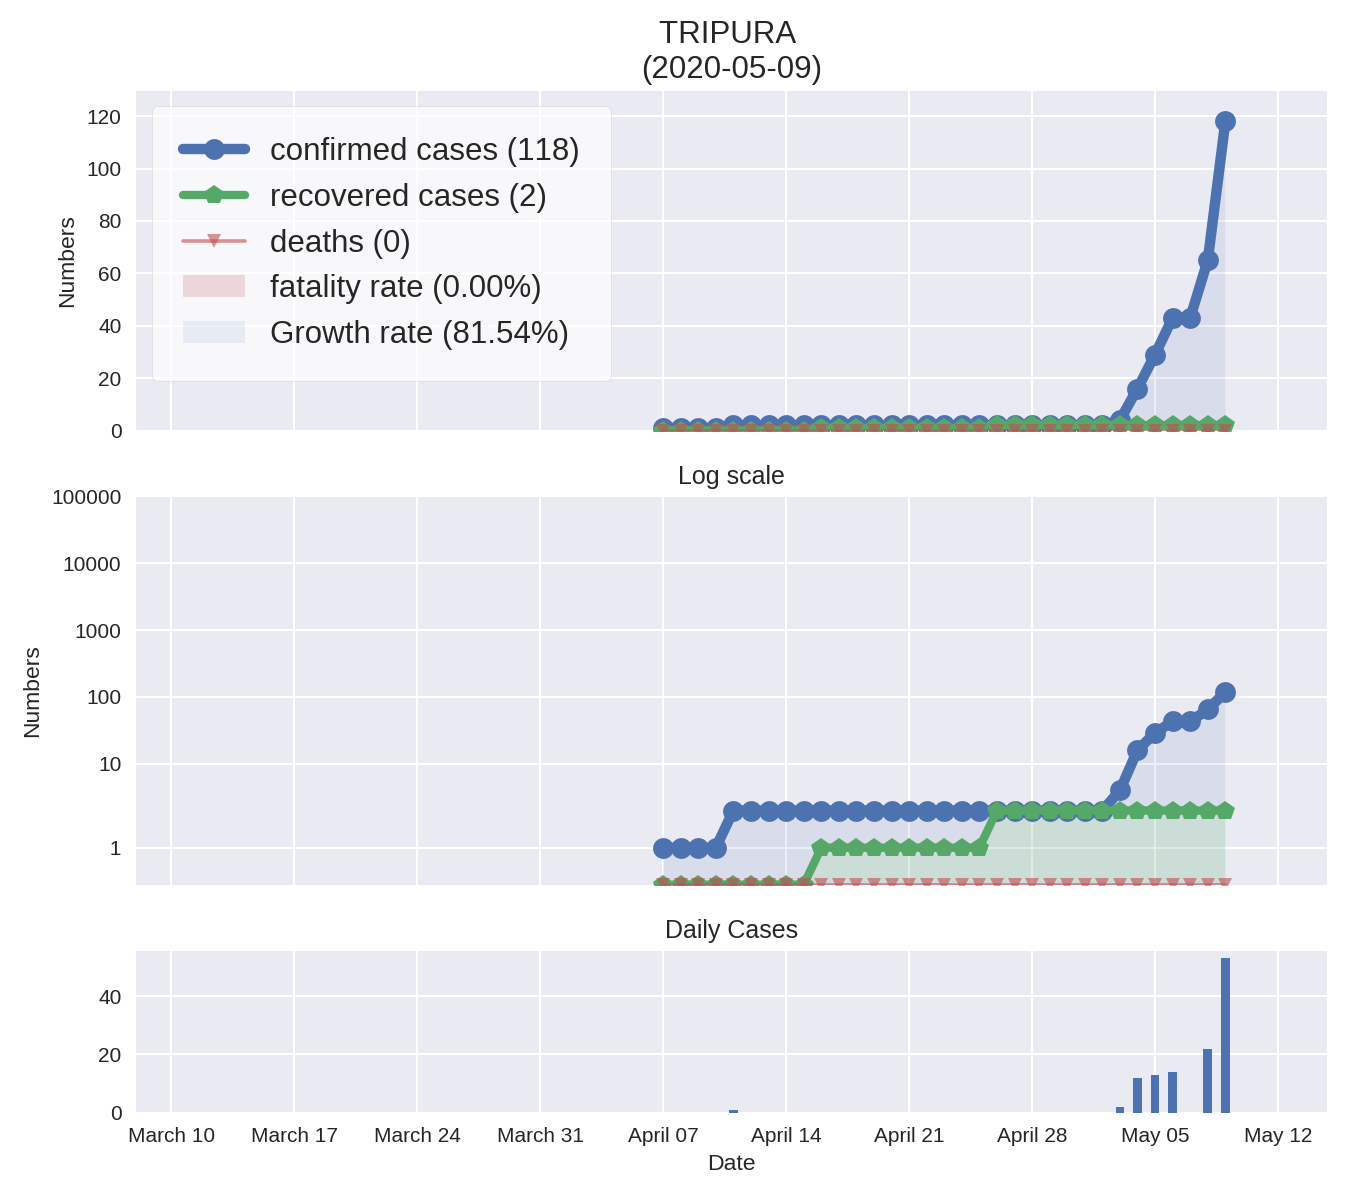 TRIPURA
(2020-05-09)
120
100
80
60
40
20
0
Numbers
confirmed cases (118)
recovered cases (2)
deaths (0)
fatality rate (0.00%)
Growth rate (81.54%)
Log scale
100000
10000
1000
100
10
1
Numbers
Daily Cases
40
20
0
March 10 March 17 March 24 March 31 April 07 April 14 April 21 April 28 May 05 May 12
Date